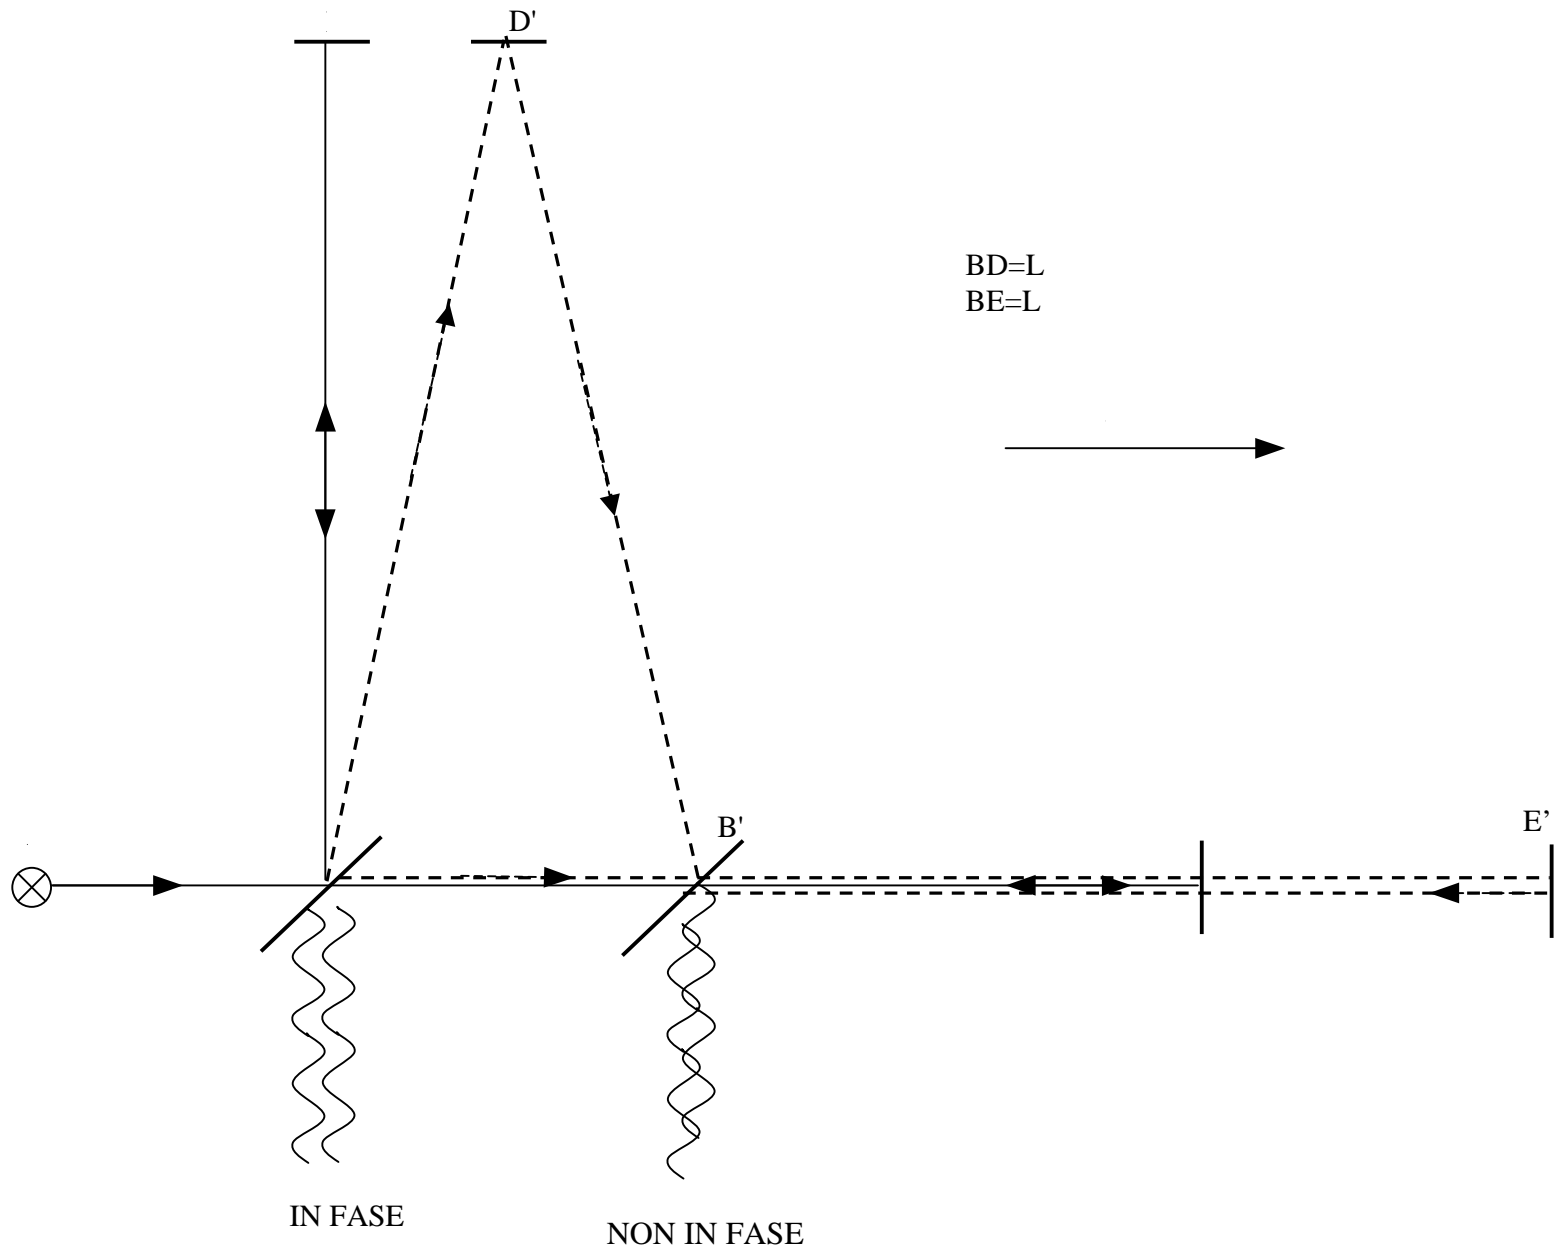 D'
BD=L
BE=L
B'
E’
IN FASE
NON IN FASE